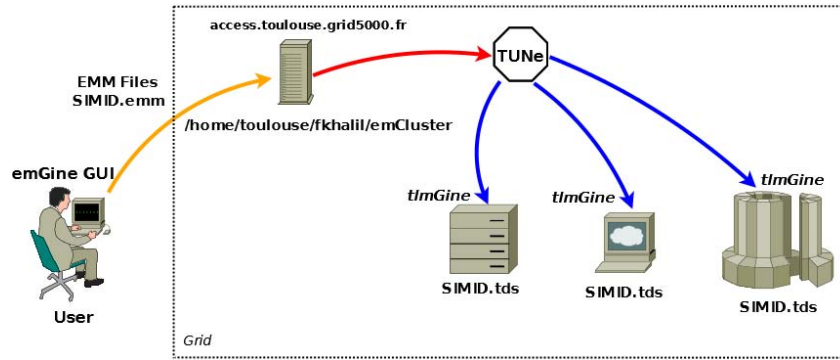 access.toulouse.grid5000.fr
TUNe
EMM Files
SIMID.emm
/home/toulouse/fkhalil/emCluster
emGine GUI
tlmGine
tlmGine
tlmGine
SIMID.tds
SIMID.tds
SIMID.tds
User
Grid